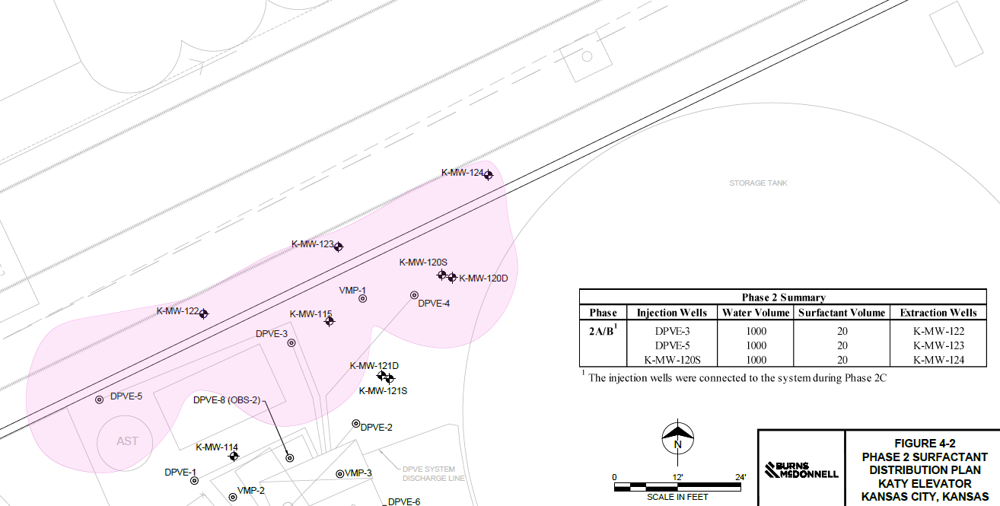 K-MW-124
STORAGE TANK
K-MW-123
K-MW-120S
K-MW-120D
VMP-1
DPVE-4
K-MW-122
K-MW-115
DPVE-3
K-MW-121D
K-MW-121S
DPVE-5
DPVE-8 (OBS-2)
DPVE-2
AST
K-MW-114
DPVE-1
DPVE SYSTEM
DISCHARGE LINE
VMP-3
VMP-2
DPVE-6
Phase 2 Summary
Phase Injection Wells Water Volume Surfactant Volume Extraction Wells
2A/B¹ DPVE-3 1000 20 K-MW-122
DPVE-5 1000 20 K-MW-123
K-MW-120S 1000 20 K-MW-124
¹ The injection wells were connected to the system during Phase 2C
N
0 12' 24'
SCALE IN FEET
BURNS
MCDONNELL
FIGURE 4-2
PHASE 2 SURFACTANT
DISTRIBUTION PLAN
KATY ELEVATOR
KANSAS CITY, KANSAS